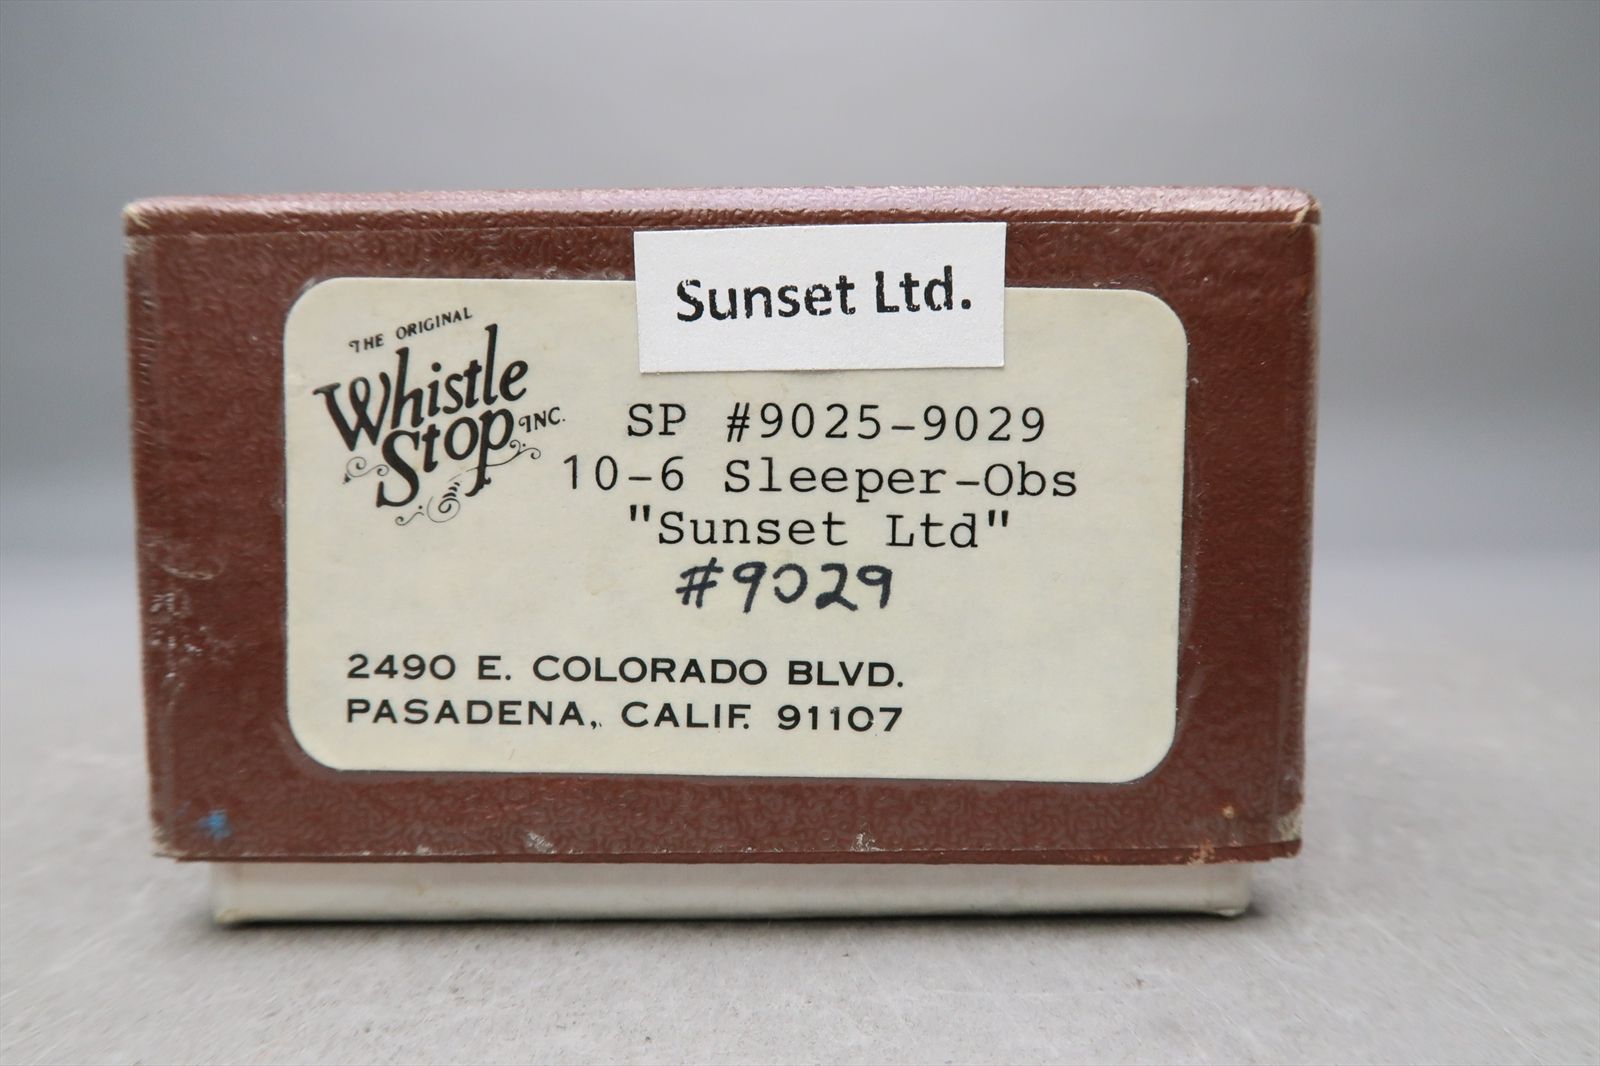 Sunset Ltd.
THE ORIGINAL
Whistle
Stop, INC.
SP #9025-9029
10-6 Sleeper-Obs
"Sunset Ltd"
#9029
2490 E. COLORADO BLVD.
PASADENA, CALIF. 91107